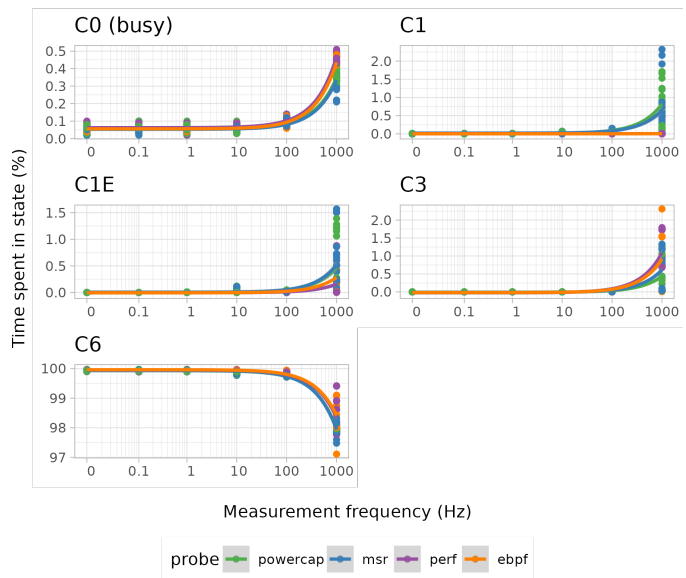 C0 (busy)
0.5
0.4
0.3
0.2
0.1
0.0
0 0.1 1 10 100 1000
C1
2.0
1.5
1.0
0.5
0.0
0 0.1 1 10 100 1000
C1E
1.5
1.0
0.5
0.0
0 0.1 1 10 100 1000
C3
2.0
1.5
1.0
0.5
0.0
0 0.1 1 10 100 1000
C6
100
99
98
97
0 0.1 1 10 100 1000
Time spent in state (%)
Measurement frequency (Hz)
probe powercap msr perf ebpf